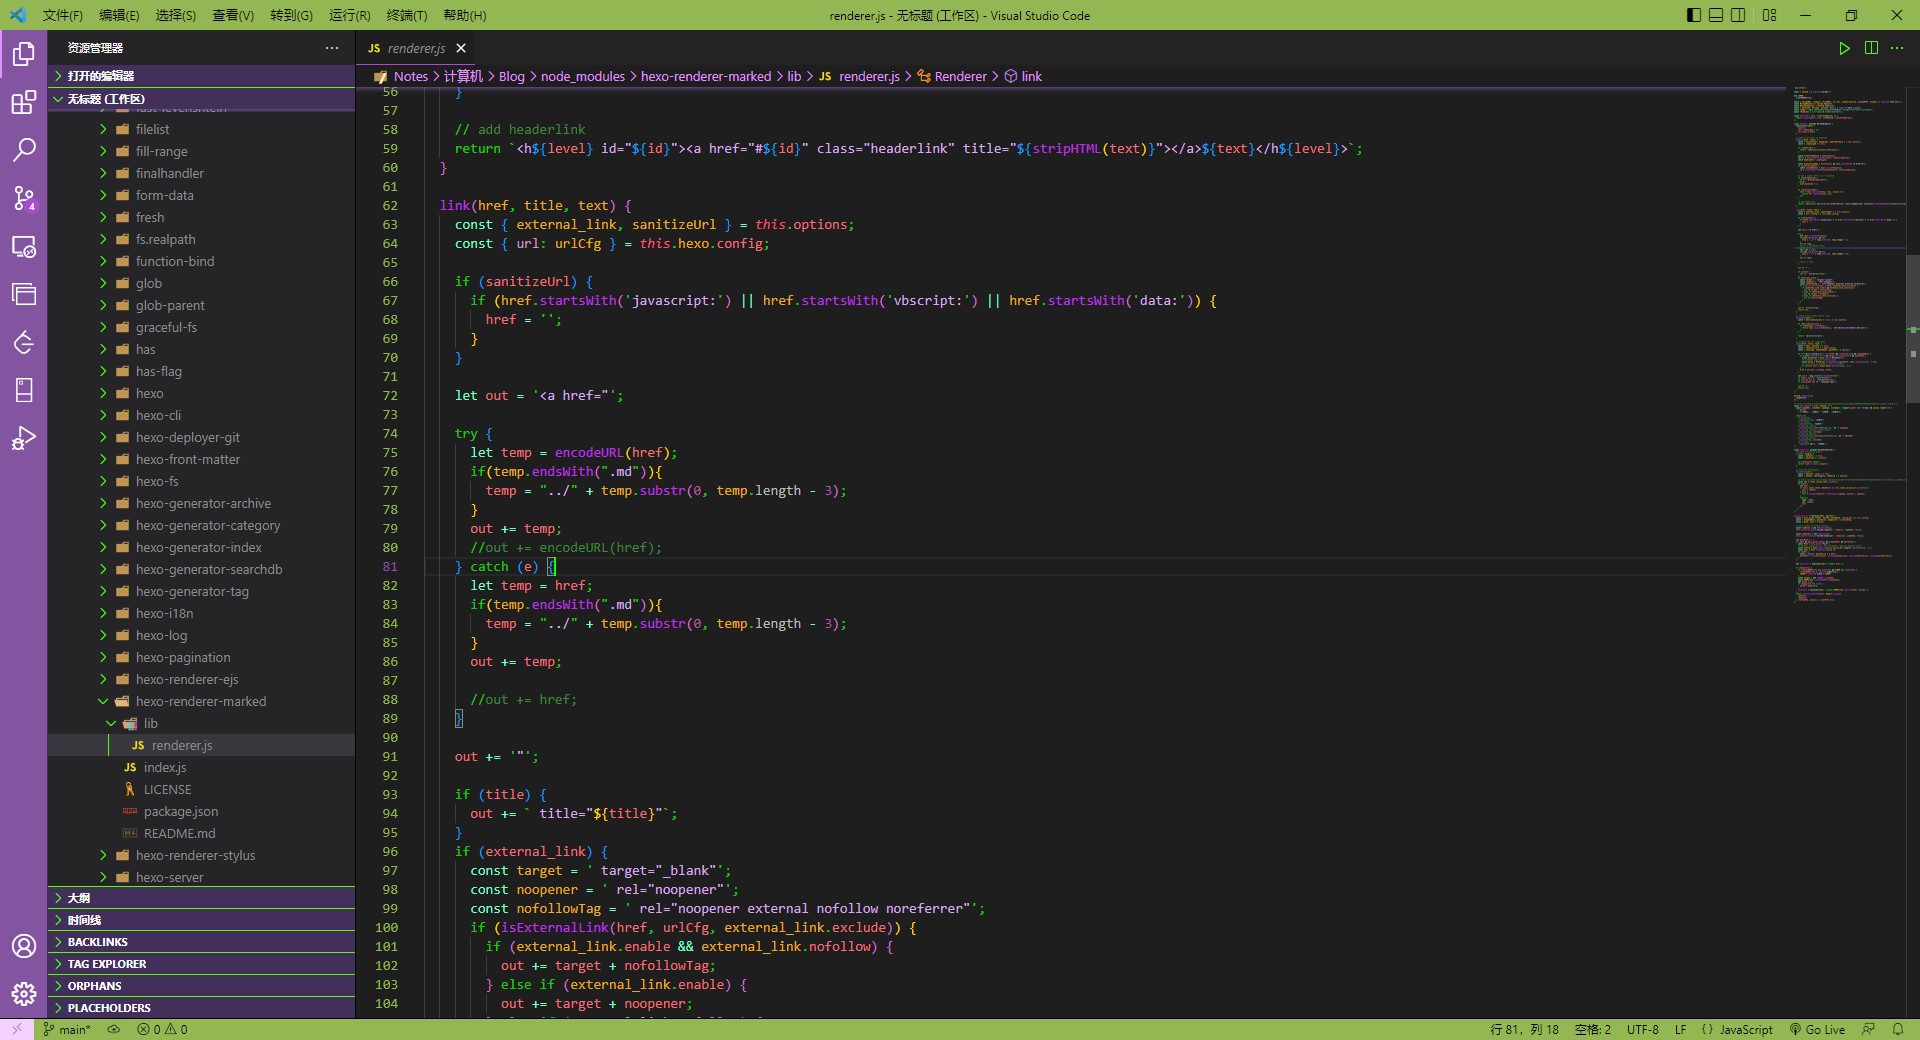 文件(F) 编辑(E) 选择(S) 查看(V) 转到(G) 运行(R) 终端(T) 帮助(H)
renderer.js - 无标题 (工作区) - Visual Studio Code
资源管理器
打开的编辑器
无标题 (工作区)
fast-levenshtein
filelist
fill-range
finalhandler
form-data
fresh
fs.realpath
function-bind
glob
glob-parent
graceful-fs
has
has-flag
hexo
hexo-cli
hexo-deployer-git
hexo-front-matter
hexo-fs
hexo-generator-archive
hexo-generator-category
hexo-generator-index
hexo-generator-searchdb
hexo-generator-tag
hexo-i18n
hexo-log
hexo-pagination
hexo-renderer-ejs
hexo-renderer-marked
lib
JS renderer.js
JS index.js
LICENSE
package.json
README.md
hexo-renderer-stylus
hexo-server
大纲
时间线
BACKLINKS
TAG EXPLORER
ORPHANS
PLACEHOLDERS
4
JS renderer.js
Notes > 计算机 > Blog > node_modules > hexo-renderer-marked > lib > JS renderer.js > Renderer > link
56 }
57
58 // add headerlink
59 return `<h${level} id="${id}"><a href="#${id}" class="headerlink" title="${stripHTML(text)}"></a>${text}</h${level}>`;
60 }
61
62 link(href, title, text) {
63 const { external_link, sanitizeUrl } = this.options;
64 const { url: urlCfg } = this.hexo.config;
65
66 if (sanitizeUrl) {
67 if (href.startsWith('javascript:') || href.startsWith('vbscript:') || href.startsWith('data:')) {
68 href = '';
69 }
70 }
71
72 let out = '<a href="';
73
74 try {
75 let temp = encodeURL(href);
76 if(temp.endsWith(".md")){
77 temp = "../" + temp.substr(0, temp.length - 3);
78 }
79 out += temp;
80 //out += encodeURL(href);
81 } catch (e) {
82 let temp = href;
83 if(temp.endsWith(".md")){
84 temp = "../" + temp.substr(0, temp.length - 3);
85 }
86 out += temp;
87
88 //out += href;
89 }
90
91 out += '"';
92
93 if (title) {
94 out += ` title="${title}"`;
95 }
96 if (external_link) {
97 const target = ' target="_blank"';
98 const noopener = ' rel="noopener"';
99 const nofollowTag = ' rel="noopener external nofollow noreferrer"';
100 if (isExternalLink(href, urlCfg, external_link.exclude)) {
101 if (external_link.enable && external_link.nofollow) {
102 out += target + nofollowTag;
103 } else if (external_link.enable) {
104 out += target + noopener;
main* 0 0
行 81，列 18 空格: 2 UTF-8 LF {} JavaScript Go Live